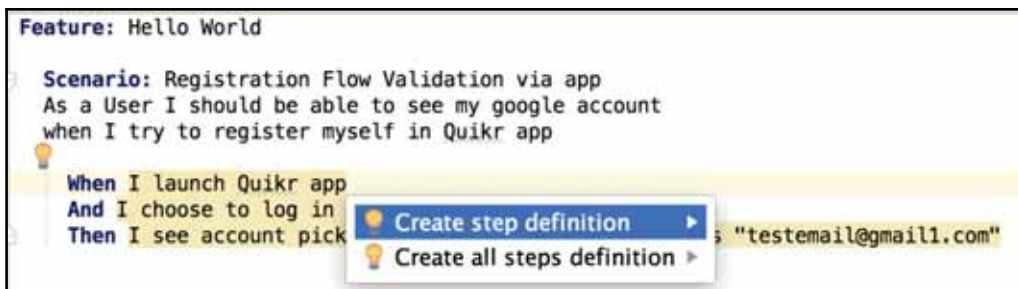 Feature: Hello World
Scenario: Registration Flow Validation via app
As a User I should be able to see my google account
when I try to register myself in Quikr app
When I launch Quikr app
And I choose to log in
Then I see account pick s "testemail@gmail1.com"
Create step definition
Create all steps definition